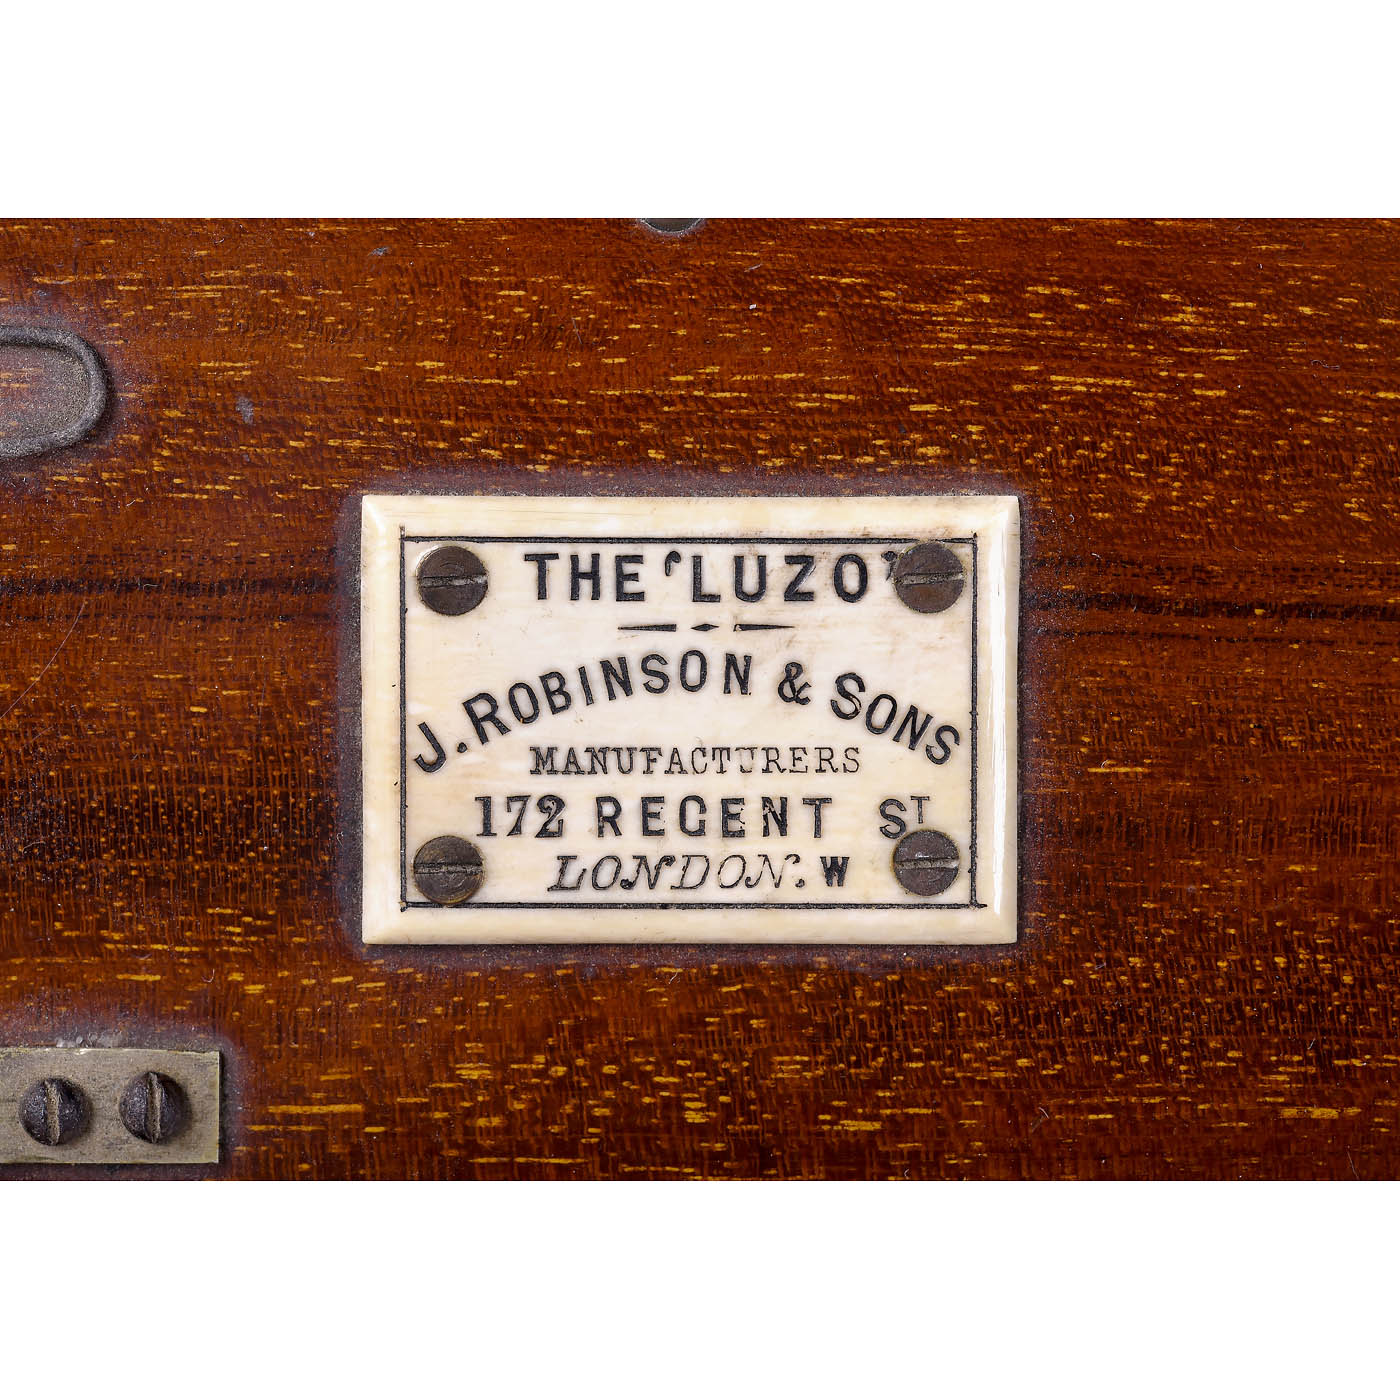 THE 'LUZO'
J. ROBINSON & SONS
MANUFACTURERS
172 REGENT ST
LONDON. W